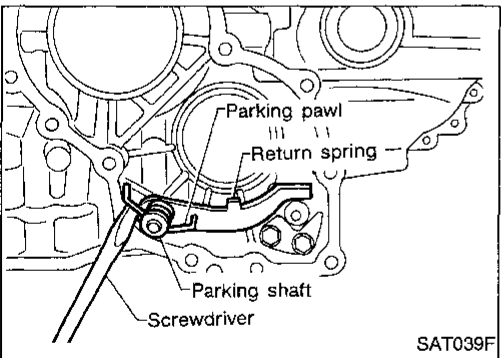 Parking pawl
Return spring
Parking shaft
Screwdriver
SAT039F